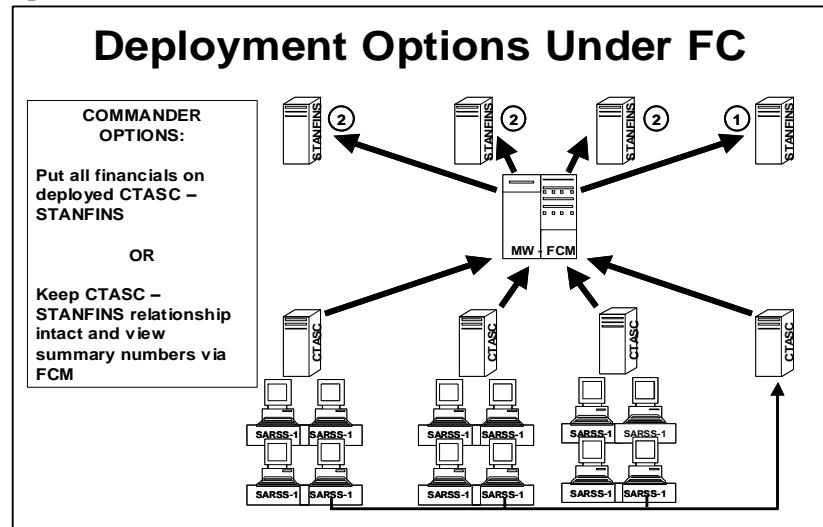 Deployment Options Under FC
COMMANDER
OPTIONS:
Put all financials on
deployed CTASC –
STANFINS
OR
Keep CTASC –
STANFINS relationship
intact and view
summary numbers via
FCM
STANFINS 2
STANFINS 2
STANFINS 2
STANFINS 1
MW - FCM
CTASC
CTASC
CTASC
CTASC
SARSS-1 SARSS-1 SARSS-1 SARSS-1 SARSS-1 SARSS-1
SARSS-1 SARSS-1 SARSS-1 SARSS-1 SARSS-1 SARSS-1